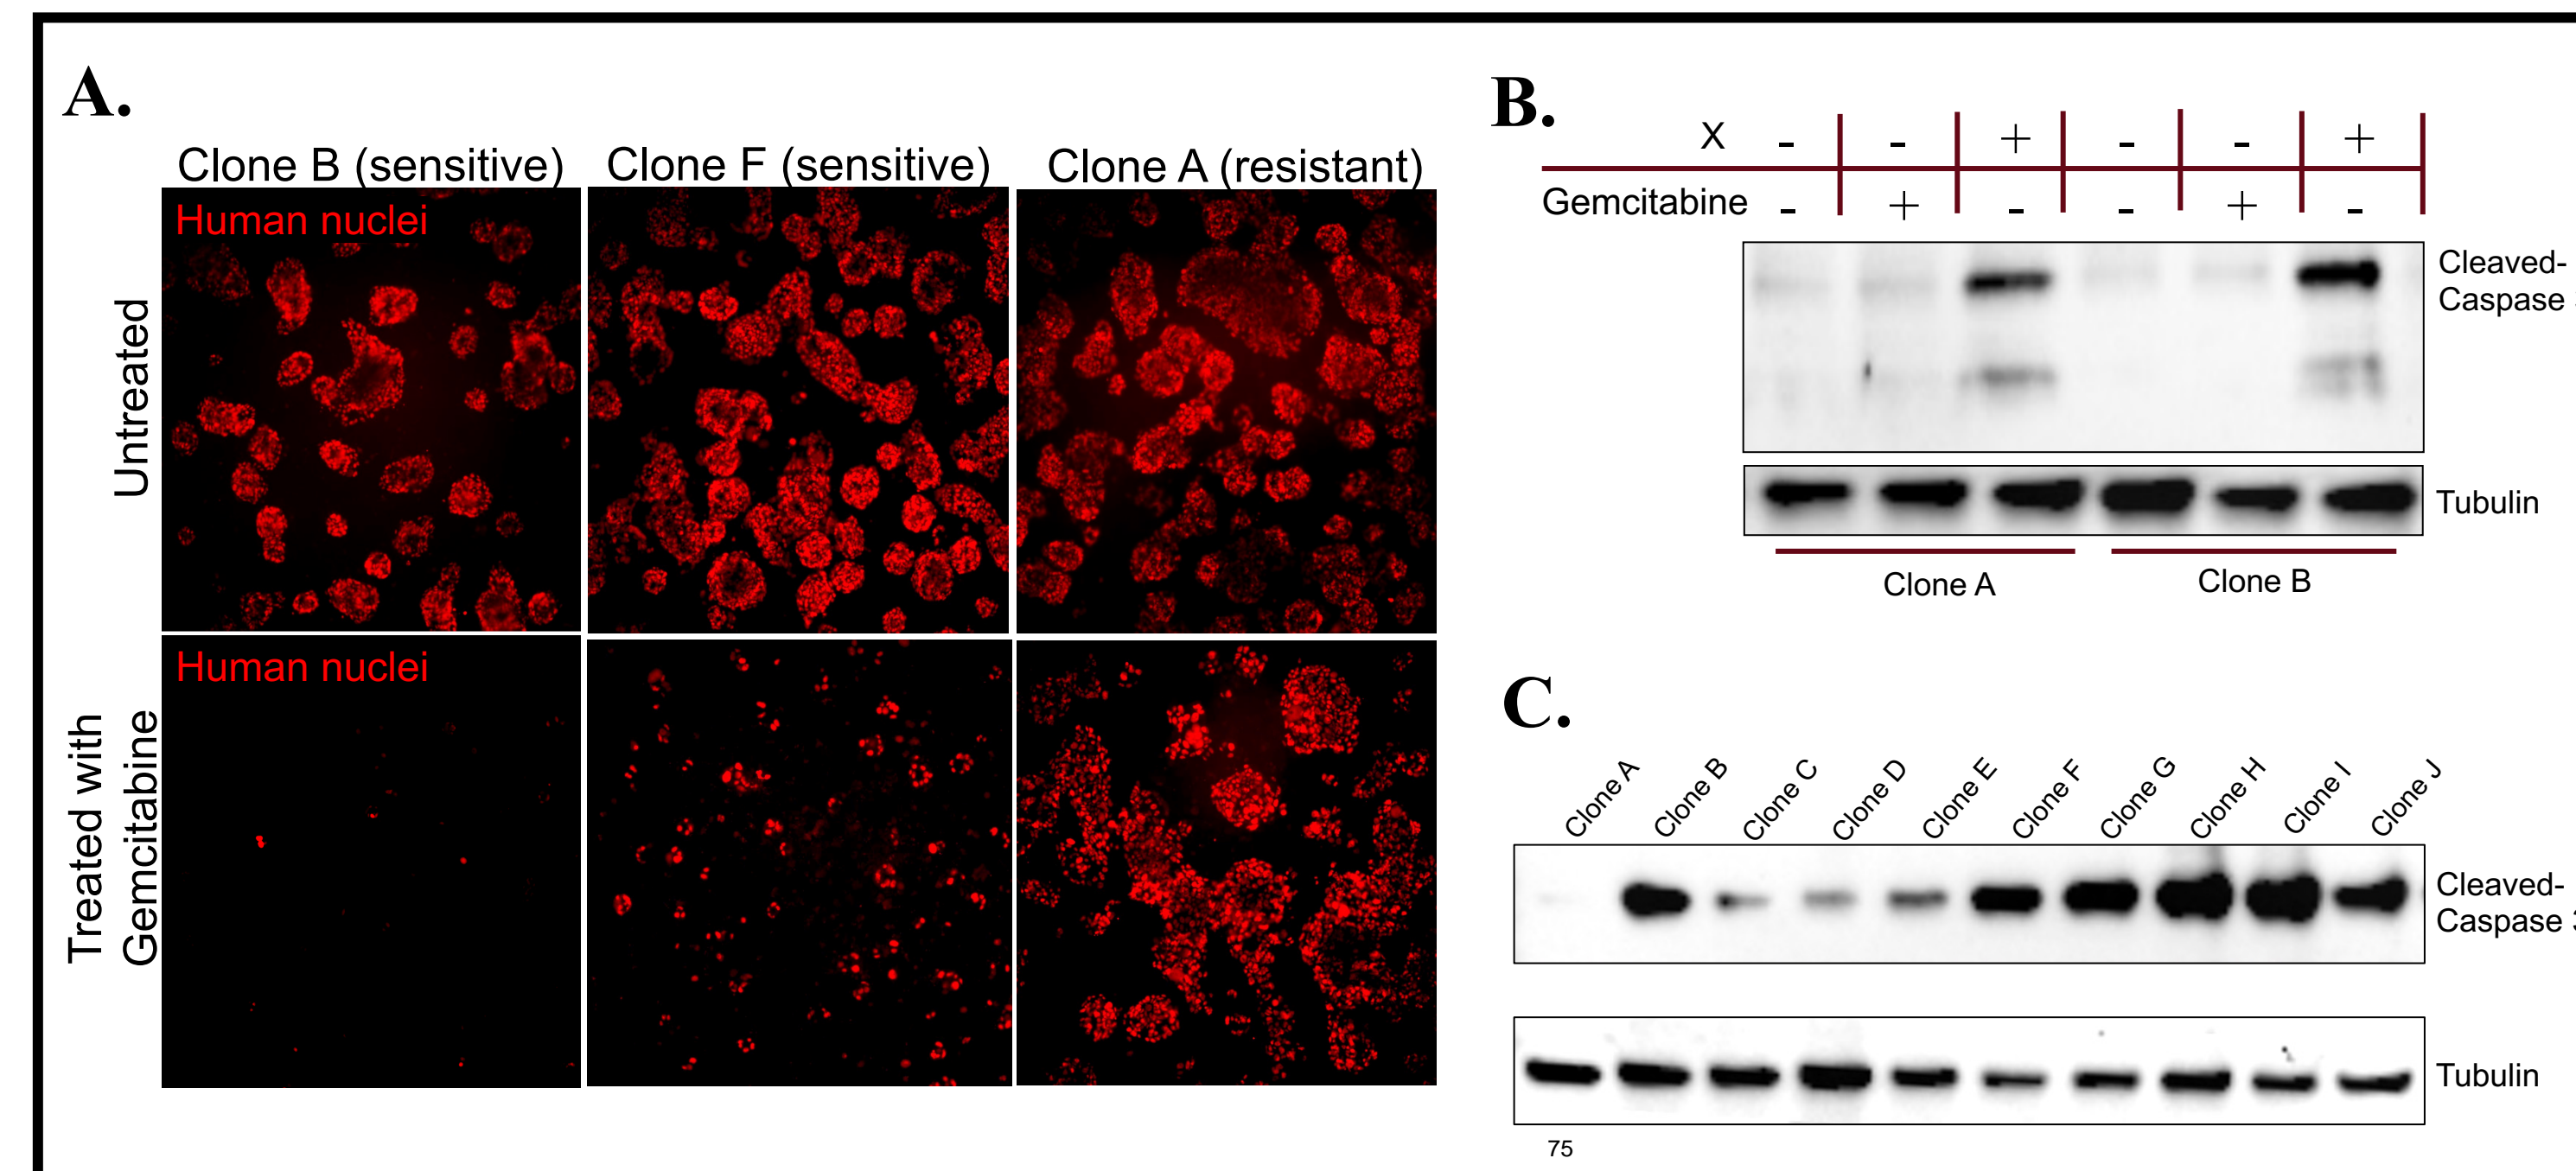 A.
Clone B (sensitive)
Clone F (sensitive)
Clone A (resistant)
Human nuclei
Untreated
Human nuclei
Treated with
Gemcitabine
B.
X - - + - - +
Gemcitabine - + - - + -
Cleaved-
Caspase
Tubulin
Clone A
Clone B
C.
Clone A
Clone B
Clone C
Clone D
Clone E
Clone F
Clone G
Clone H
Clone I
Clone J
Cleaved-
Caspase
Tubulin
75